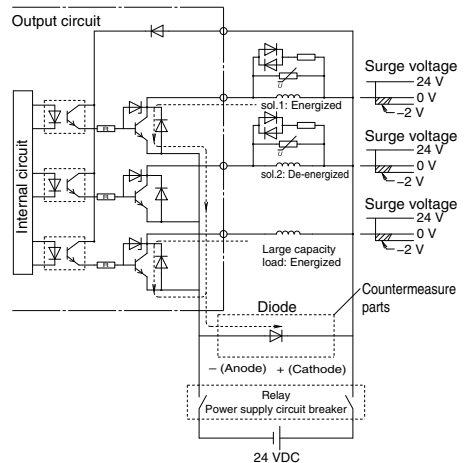 Output circuit
Internal circuit
Surge voltage
24 V
0 V
–2 V
sol.1: Energized
Surge voltage
24 V
0 V
–2 V
sol.2: De-energized
Surge voltage
24 V
0 V
–2 V
Large capacity
load: Energized
Countermeasure
parts
Diode
– (Anode) + (Cathode)
Relay
Power supply circuit breaker
24 VDC